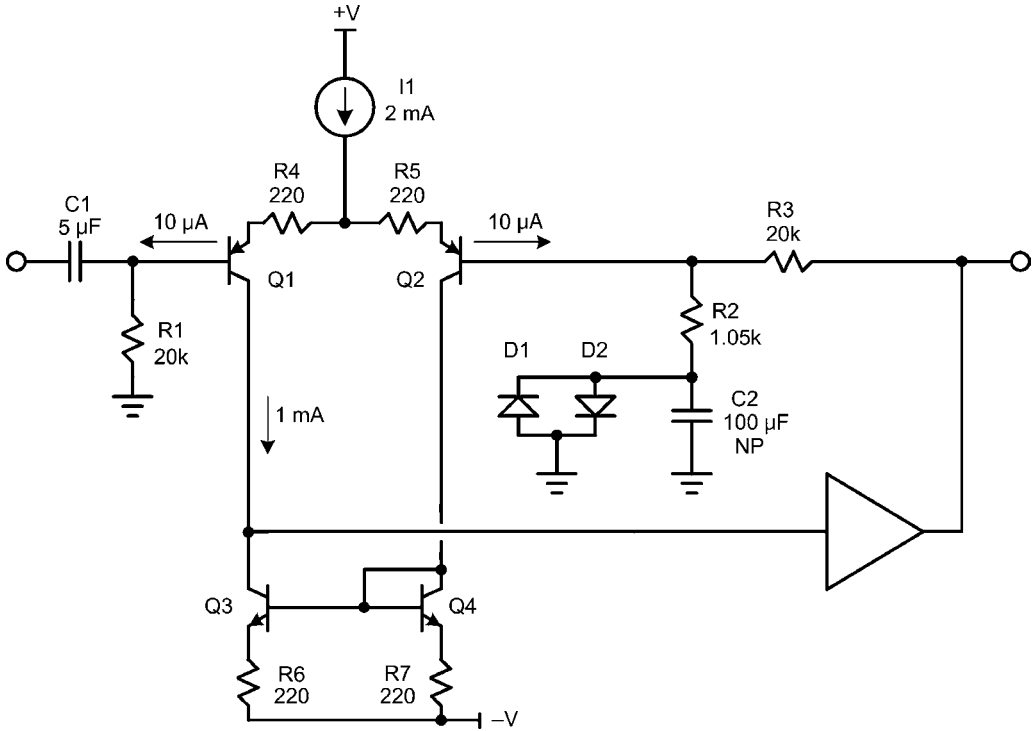 +V
I1
2 mA
R4
220
R5
220
C1
5 µF
10 µA
10 µA
R3
20k
Q1
Q2
R1
20k
R2
1.05k
D1
D2
C2
100 µF
NP
1 mA
Q3
Q4
R6
220
R7
220
–V